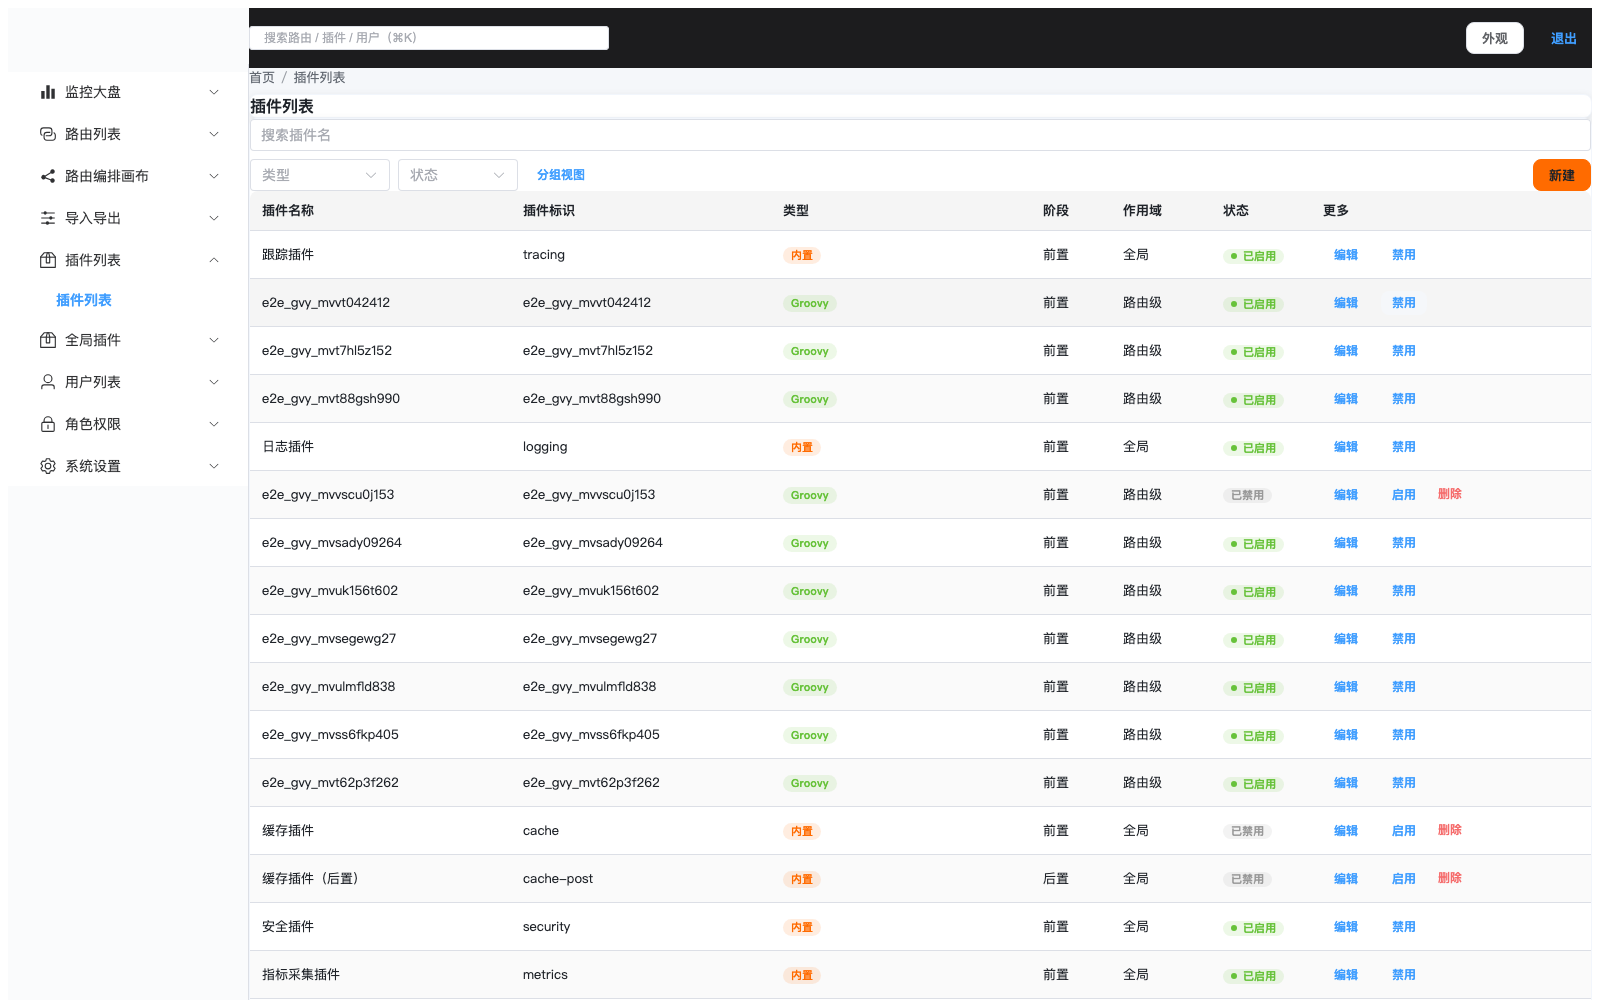 搜索路由 / 插件 / 用户（⌘K）
外观
退出
监控大盘
路由列表
路由编排画布
导入导出
插件列表
插件列表
全局插件
用户列表
角色权限
系统设置
首页 / 插件列表
插件列表
搜索插件名
类型 状态 分组视图 新建
插件名称 插件标识 类型 阶段 作用域 状态 更多
跟踪插件 tracing 内置 前置 全局 已启用 编辑 禁用
e2e_gvy_mvvt042412 e2e_gvy_mvvt042412 Groovy 前置 路由级 已启用 编辑 禁用
e2e_gvy_mvt7hl5z152 e2e_gvy_mvt7hl5z152 Groovy 前置 路由级 已启用 编辑 禁用
e2e_gvy_mvt88gsh990 e2e_gvy_mvt88gsh990 Groovy 前置 路由级 已启用 编辑 禁用
日志插件 logging 内置 前置 全局 已启用 编辑 禁用
e2e_gvy_mvvscu0j153 e2e_gvy_mvvscu0j153 Groovy 前置 路由级 已禁用 编辑 启用 删除
e2e_gvy_mvsady09264 e2e_gvy_mvsady09264 Groovy 前置 路由级 已启用 编辑 禁用
e2e_gvy_mvuk156t602 e2e_gvy_mvuk156t602 Groovy 前置 路由级 已启用 编辑 禁用
e2e_gvy_mvsegewg27 e2e_gvy_mvsegewg27 Groovy 前置 路由级 已启用 编辑 禁用
e2e_gvy_mvulmfld838 e2e_gvy_mvulmfld838 Groovy 前置 路由级 已启用 编辑 禁用
e2e_gvy_mvss6fkp405 e2e_gvy_mvss6fkp405 Groovy 前置 路由级 已启用 编辑 禁用
e2e_gvy_mvt62p3f262 e2e_gvy_mvt62p3f262 Groovy 前置 路由级 已启用 编辑 禁用
缓存插件 cache 内置 前置 全局 已禁用 编辑 启用 删除
缓存插件（后置） cache-post 内置 后置 全局 已禁用 编辑 启用 删除
安全插件 security 内置 前置 全局 已启用 编辑 禁用
指标采集插件 metrics 内置 前置 全局 已启用 编辑 禁用